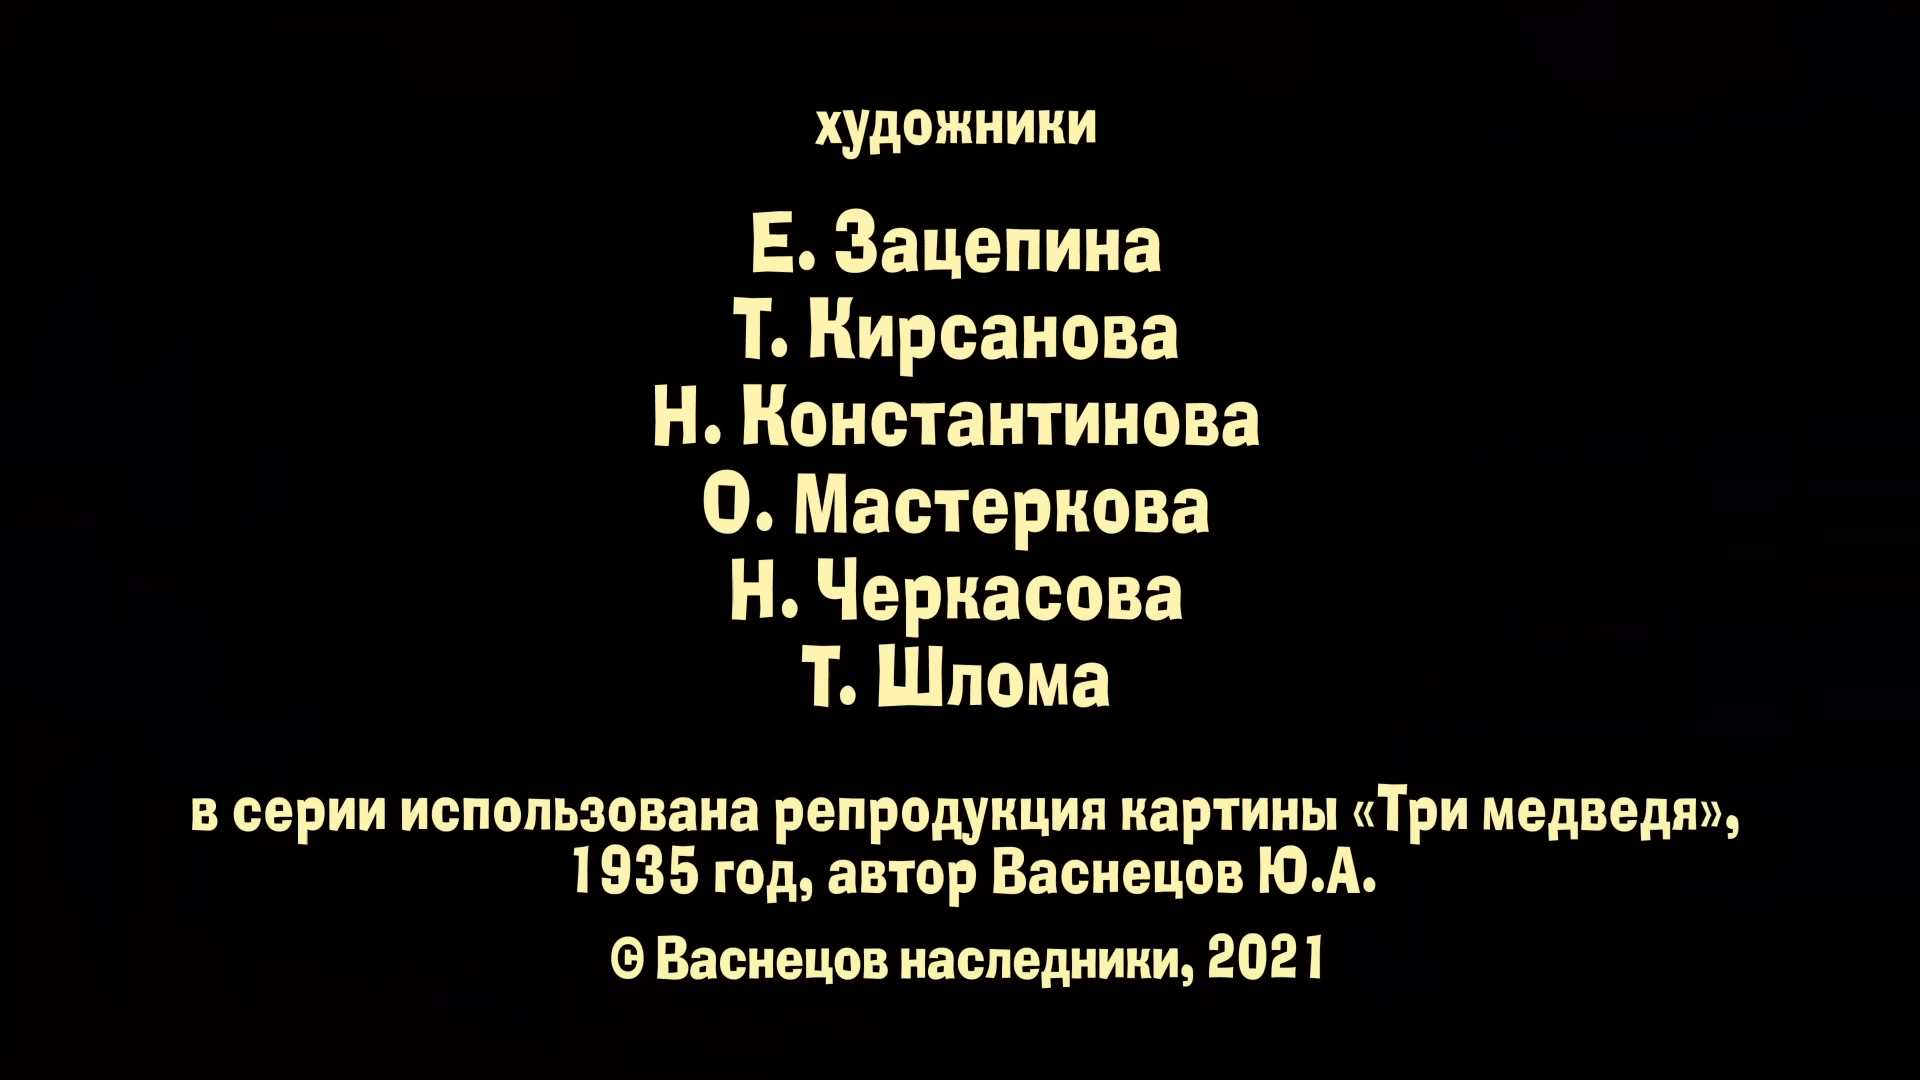 художники
Е. Зацепина
Т. Кирсанова
Н. Константинова
О. Мастеркова
Н. Черкасова
Т. Шлома
в серии использована репродукция картины «Три медведя»,
1935 год, автор Васнецов Ю.А.
© Васнецов наследники, 2021